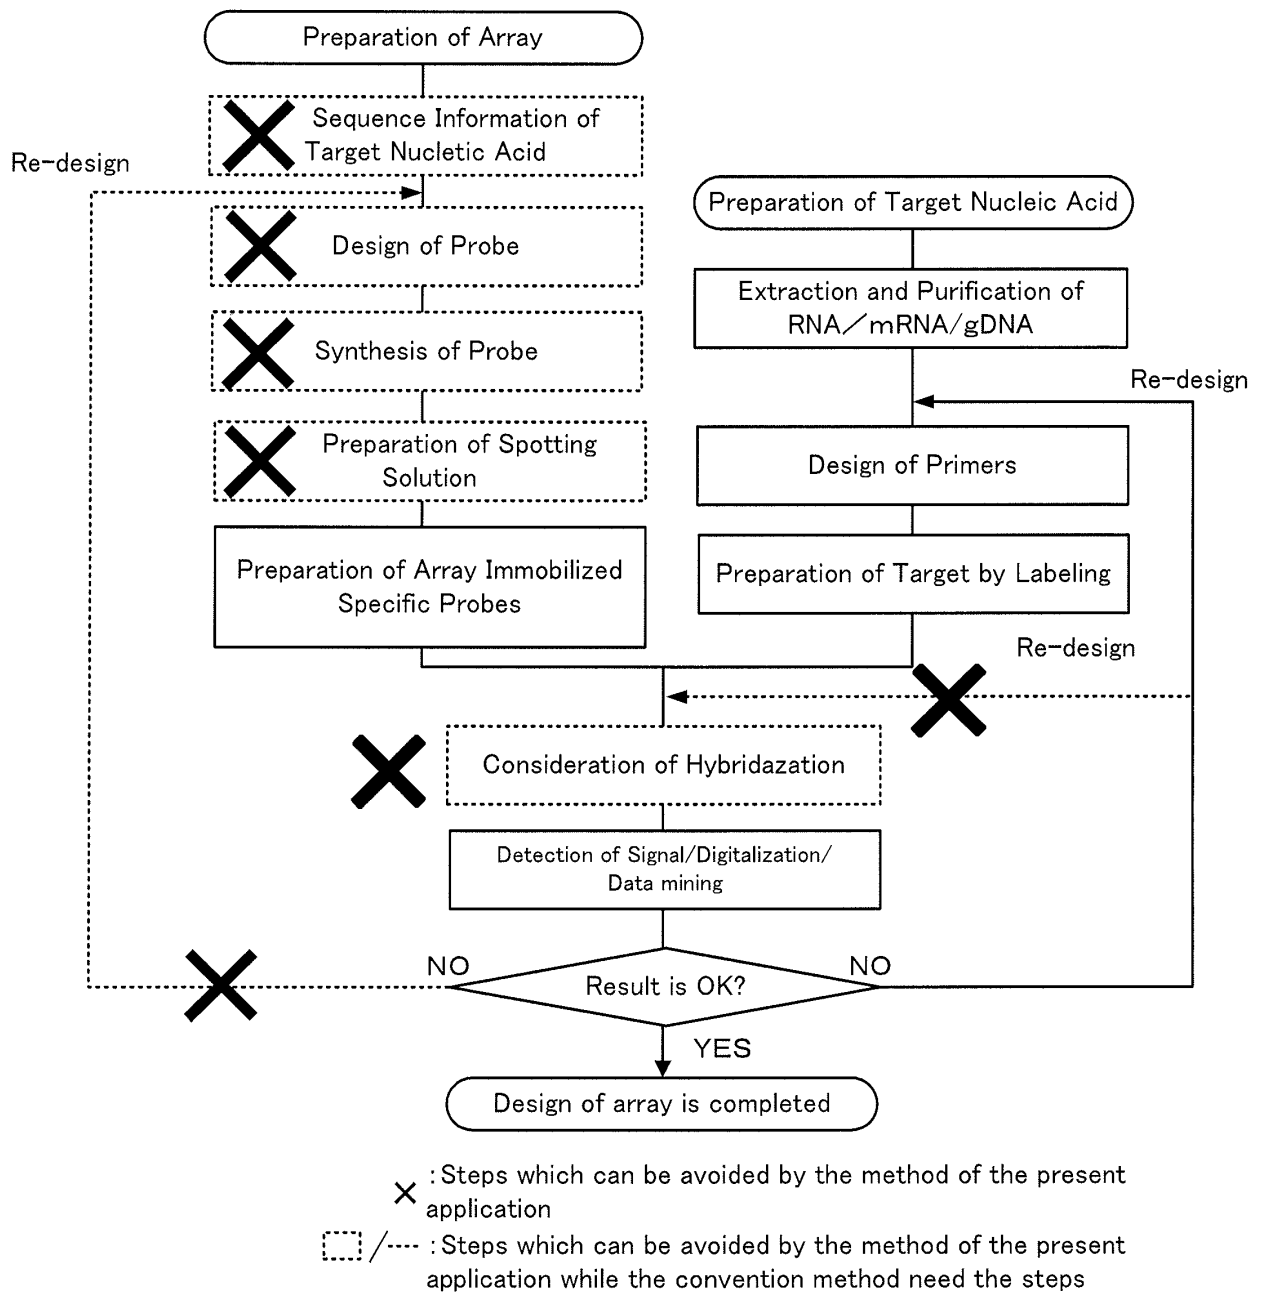 Preparation of Array
Sequence Information of
Target Nucletic Acid
Re-design
Preparation of Target Nucleic Acid
Design of Probe
Extraction and Purification of
RNA／mRNA/gDNA
Synthesis of Probe
Re-design
Preparation of Spotting
Solution
Design of Primers
Preparation of Array Immobilized
Specific Probes
Preparation of Target by Labeling
Re-design
Consideration of Hybridazation
Detection of Signal/Digitalization/
Data mining
NO
NO
Result is OK?
YES
Design of array is completed
: Steps which can be avoided by the method of the present
application
: Steps which can be avoided by the method of the present
application while the convention method need the steps